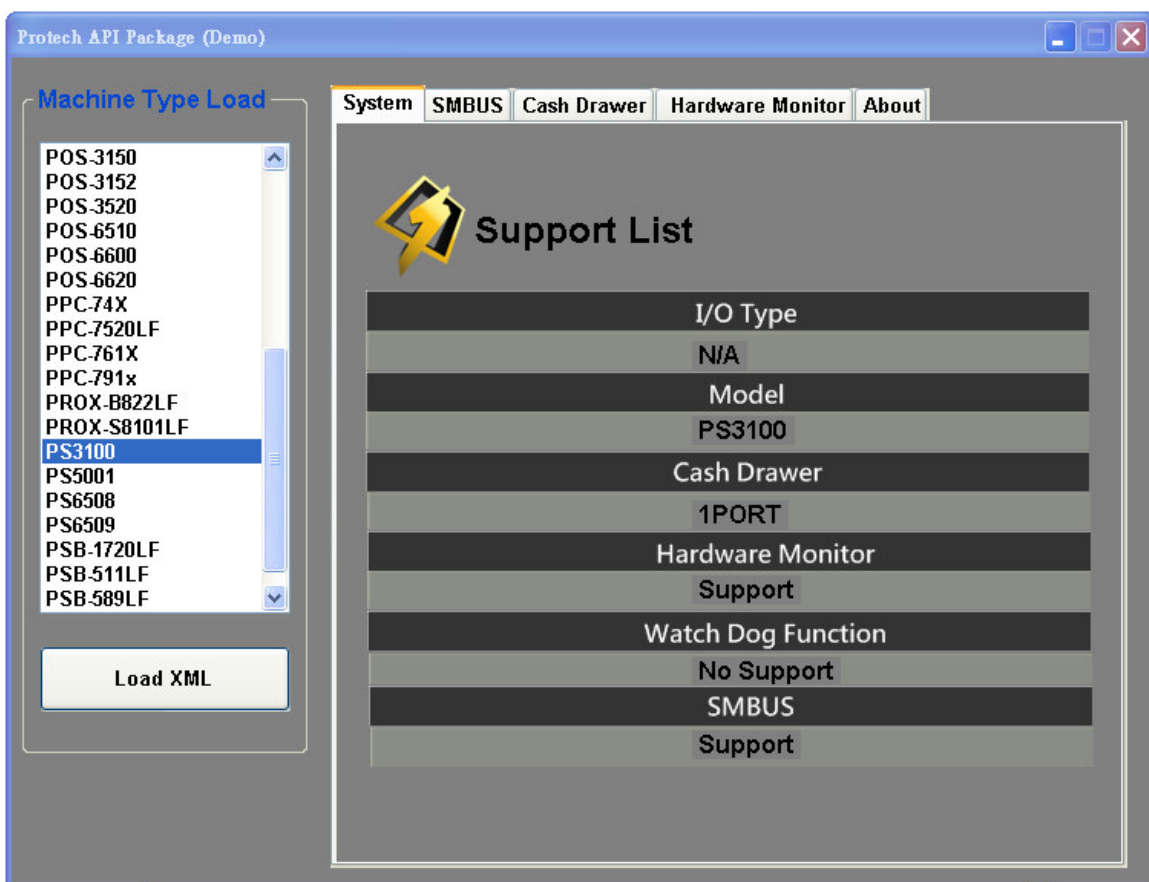 Protech API Package (Demo)
Machine Type Load
POS-3150
POS-3152
POS-3520
POS-6510
POS-6600
POS-6620
PPC-74X
PPC-7520LF
PPC-761X
PPC-791x
PROX-B822LF
PROX-S8101LF
PS3100
PS5001
PS6508
PS6509
PSB-1720LF
PSB-511LF
PSB-589LF
Load XML
System SMBUS Cash Drawer Hardware Monitor About
Support List
I/O Type
N/A
Model
PS3100
Cash Drawer
1PORT
Hardware Monitor
Support
Watch Dog Function
No Support
SMBUS
Support